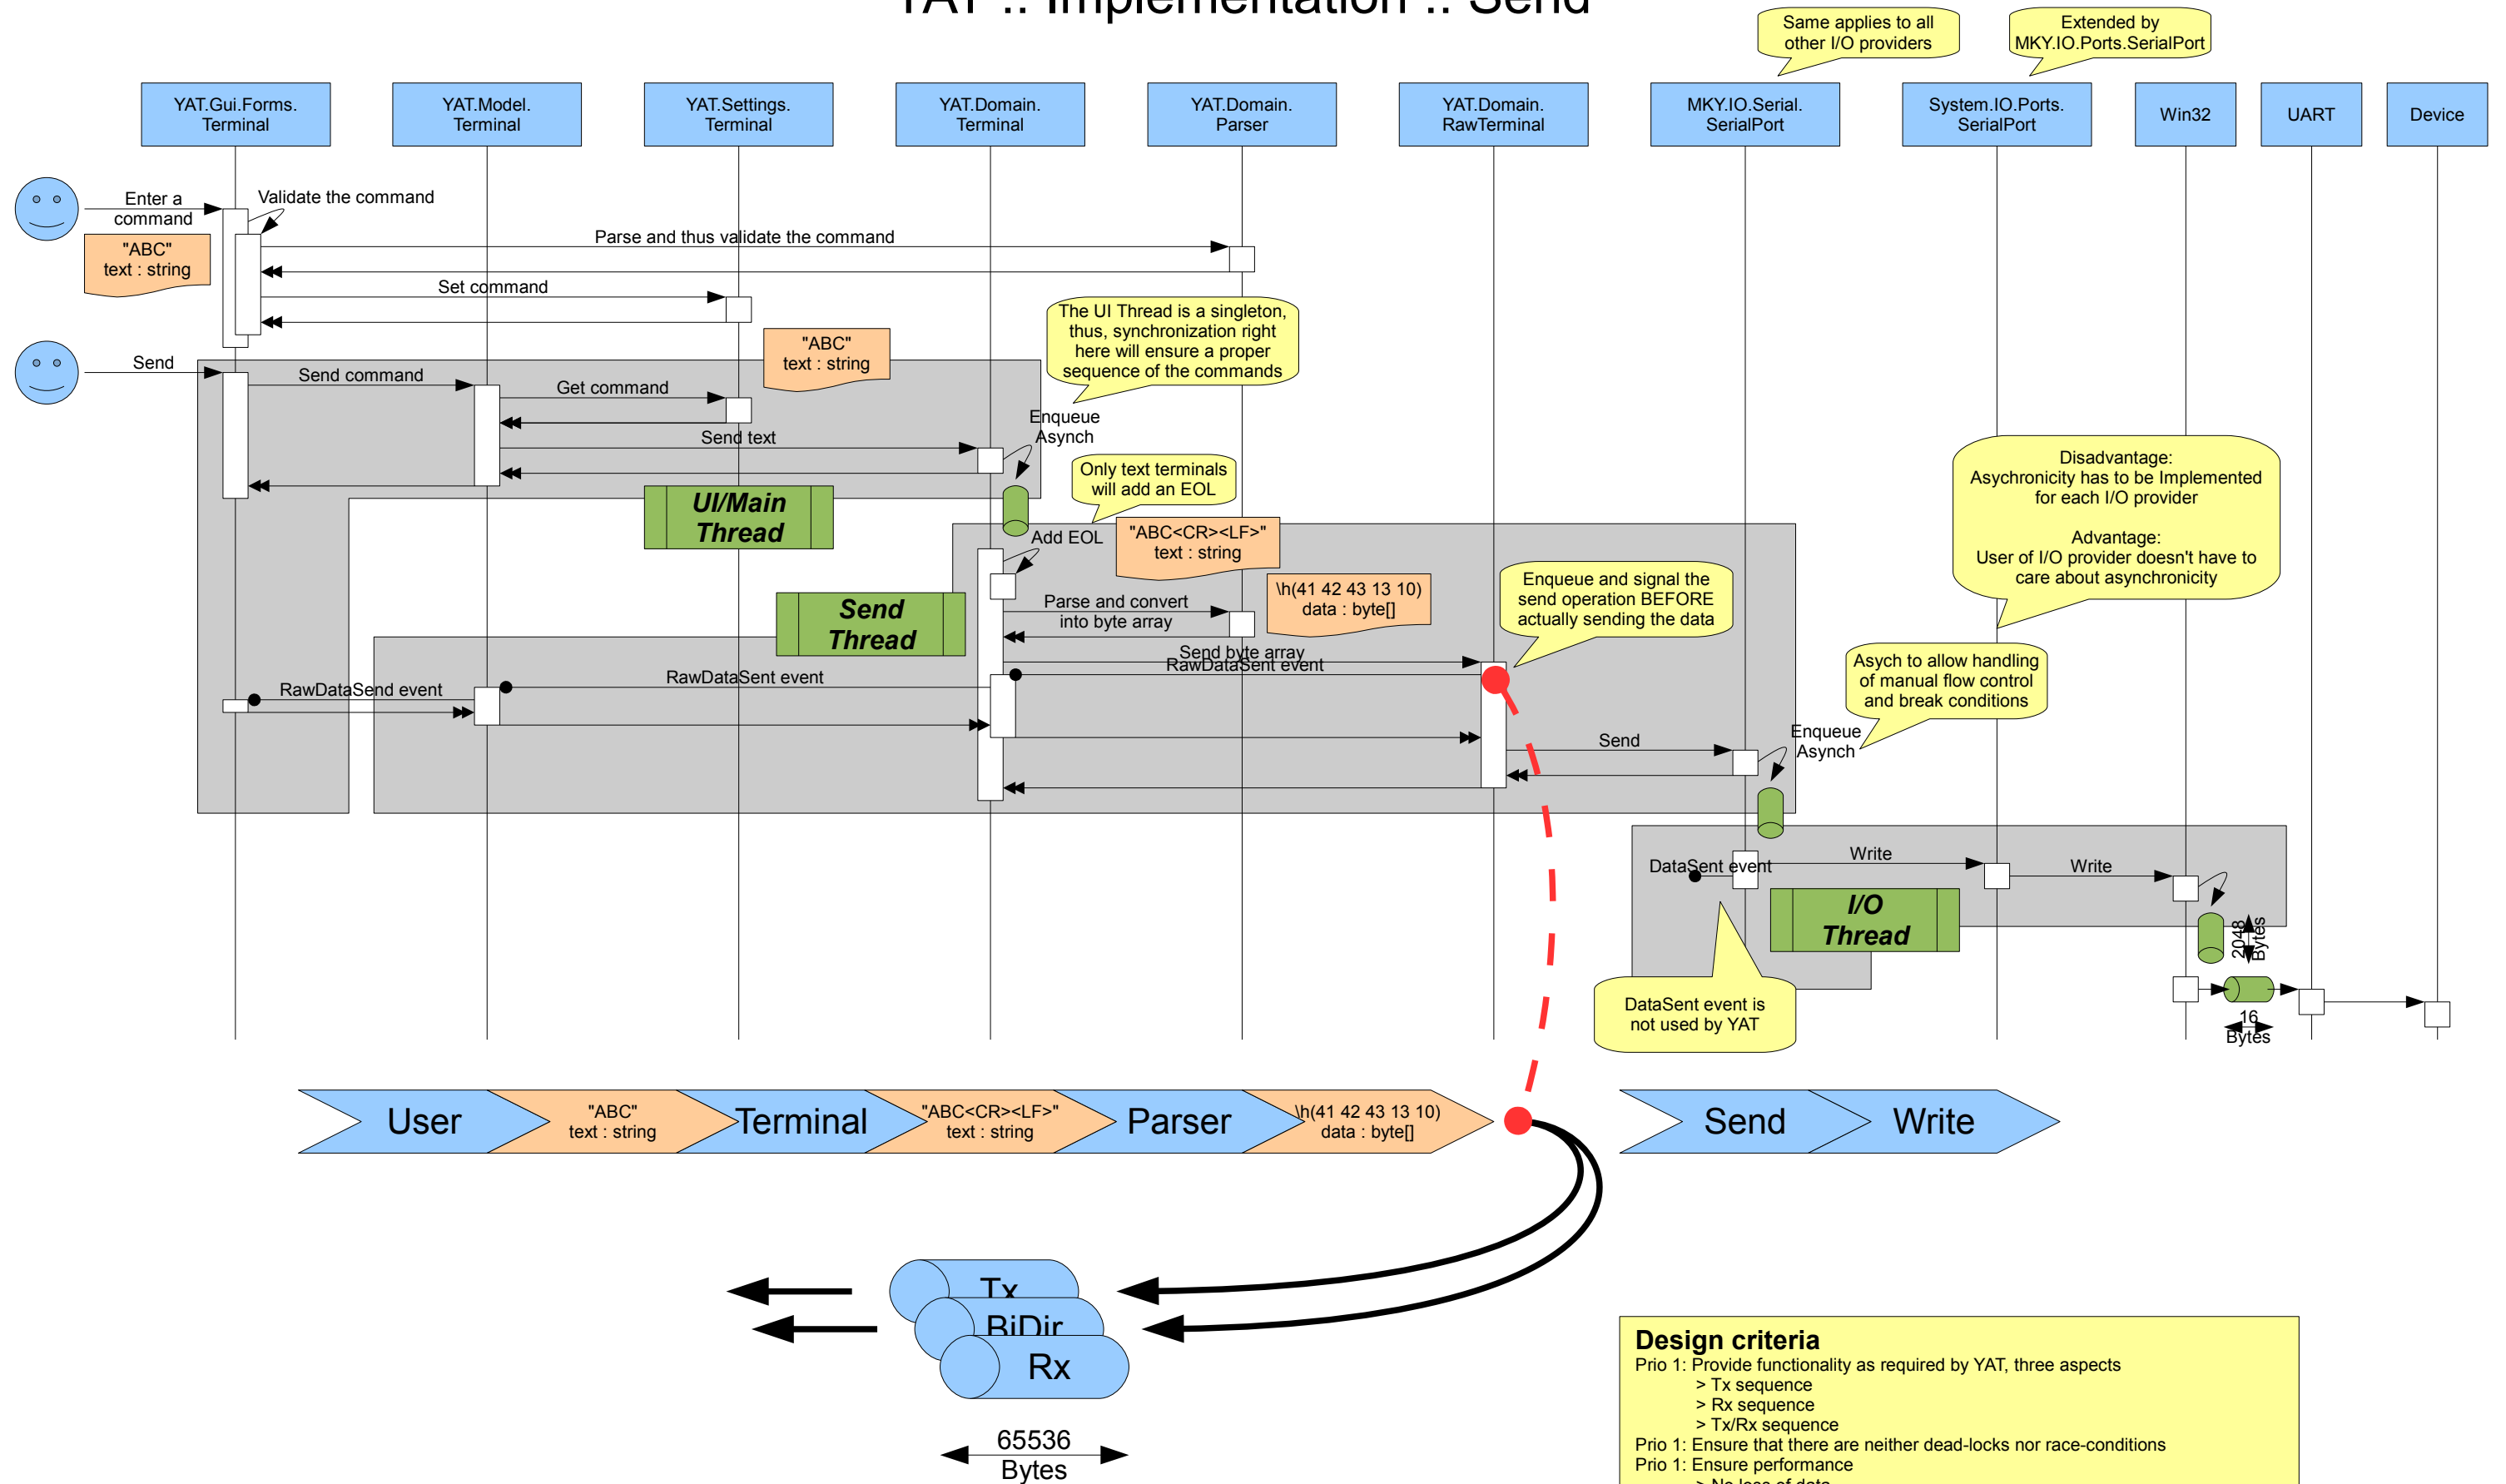 YAT :: Implementation :: Send
Same applies to all
other I/O providers
Extended by
MKY.IO.Ports.SerialPort
YAT.Gui.Forms.
Terminal
YAT.Model.
Terminal
YAT.Settings.
Terminal
YAT.Domain.
Terminal
YAT.Domain.
Parser
YAT.Domain.
RawTerminal
MKY.IO.Serial.
SerialPort
System.IO.Ports.
SerialPort
Win32
UART
Device
Enter a
command
Validate the command
"ABC"
text : string
Parse and thus validate the command
Set command
The UI Thread is a singleton,
thus, synchronization right
here will ensure a proper
sequence of the commands
"ABC"
text : string
Send
Send command
Get command
Send text
Enqueue
Asynch
Only text terminals
will add an EOL
Disadvantage:
Asychronicity has to be Implemented
for each I/O provider
Advantage:
User of I/O provider doesn't have to
care about asynchronicity
UI/Main
Thread
Add EOL
"ABC<CR><LF>"
text : string
Enqueue and signal the
send operation BEFORE
actually sending the data
\h(41 42 43 13 10)
data : byte[]
Send
Thread
Parse and convert
into byte array
Send byte array
RawDataSent event
RawDataSent event
RawDataSend event
Asych to allow handling
of manual flow control
and break conditions
Send
Enqueue
Asynch
DataSent event
Write
Write
I/O
Thread
2048
Bytes
DataSent event is
not used by YAT
16
Bytes
User
"ABC"
text : string
Terminal
"ABC<CR><LF>"
text : string
Parser
\h(41 42 43 13 10)
data : byte[]
Send
Write
Tx
BiDir
Rx
65536
Bytes
Design criteria
Prio 1: Provide functionality as required by YAT, three aspects
> Tx sequence
> Rx sequence
> Tx/Rx sequence
Prio 1: Ensure that there are neither dead-locks nor race-conditions
Prio 1: Ensure performance
> No loss of data